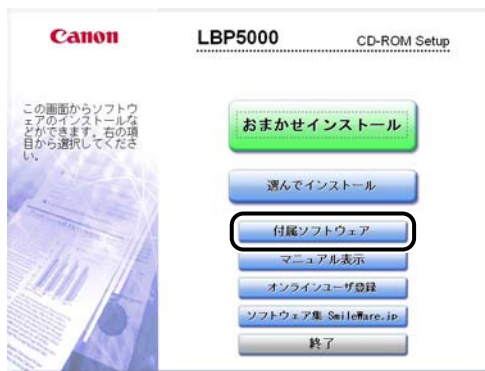 Canon
LBP5000
CD-ROM Setup
この画面からソフトウ
ェアのインストールな
どができます。右の項
目から選択してくださ
い。
おまかせインストール
選んでインストール
付属ソフトウェア
マニュアル表示
オンラインユーザ登録
ソフトウェア集 SmileWare.jp
終了